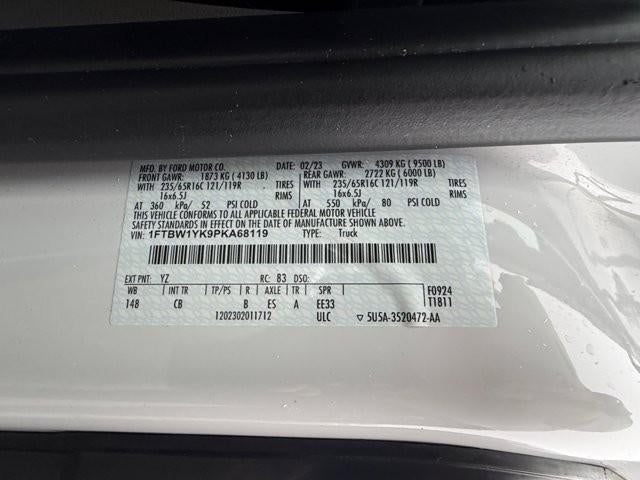 MFD. BY FORD MOTOR CO. 02/23 GVWR: 4309 KG ( 9500 LB)
FRONT GAWR: 1873 KG ( 4130 LB) REAR GAWR: 2722 KG ( 6000 LB)
WITH 235/65R16C 121/119R TIRES WITH 235/65R16C 121/119R TIRES
16x6.5J RIMS 16x6.5J RIMS
AT 360 kPa/ 52 PSI COLD AT 550 kPa/ 80 PSI COLD
THIS VEHICLE CONFORMS TO ALL APPLICABLE FEDERAL MOTOR VEHICLE
SAFETY STANDARDS IN EFFECT ON THE DATE OF MANUFACTURE SHOWN ABOVE.
VIN: 1FTBW1YK9PKA68119 TYPE: Truck
EXT PNT: YZ RC: 83 DSO: F0924
WB INT TR TP/PS R AXLE TR SPR T1811
148 CB B ES A EE33
1202302011712 ULC ▽ 5U5A-3520472-AA